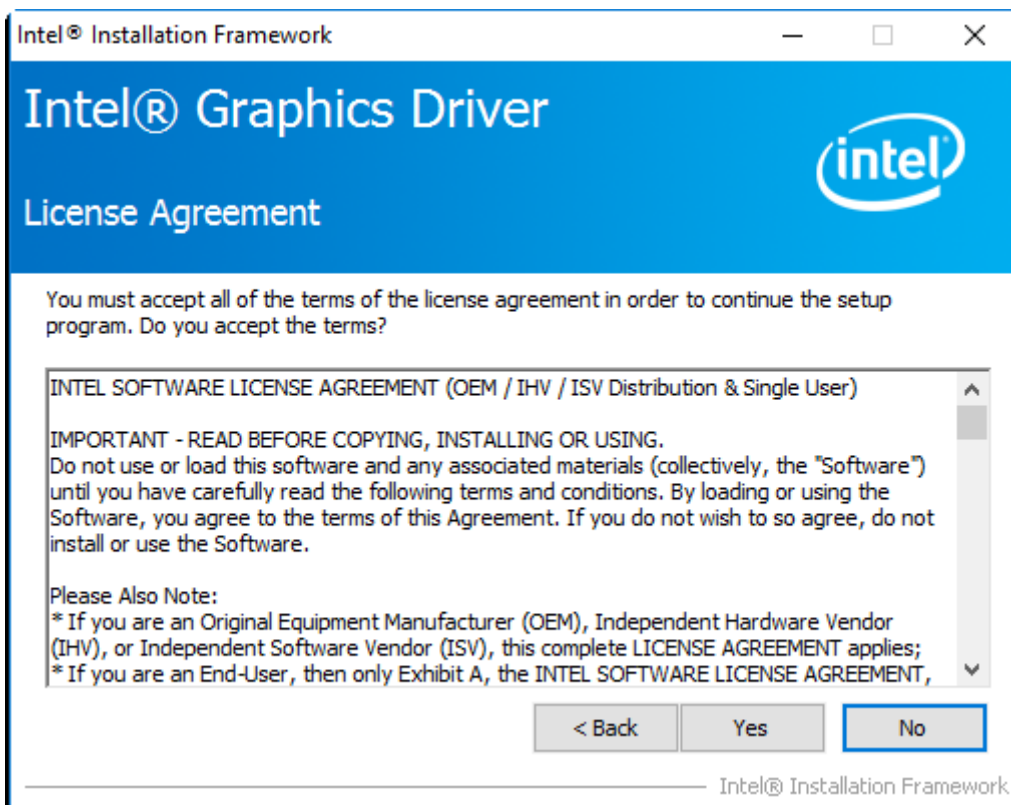 Intel® Installation Framework
Intel® Graphics Driver
intel
License Agreement
You must accept all of the terms of the license agreement in order to continue the setup
program. Do you accept the terms?
INTEL SOFTWARE LICENSE AGREEMENT (OEM / IHV / ISV Distribution & Single User)
IMPORTANT - READ BEFORE COPYING, INSTALLING OR USING.
Do not use or load this software and any associated materials (collectively, the "Software")
until you have carefully read the following terms and conditions. By loading or using the
Software, you agree to the terms of this Agreement. If you do not wish to so agree, do not
install or use the Software.
Please Also Note:
* If you are an Original Equipment Manufacturer (OEM), Independent Hardware Vendor
(IHV), or Independent Software Vendor (ISV), this complete LICENSE AGREEMENT applies;
* If you are an End-User, then only Exhibit A, the INTEL SOFTWARE LICENSE AGREEMENT,
< Back Yes No
Intel® Installation Framework